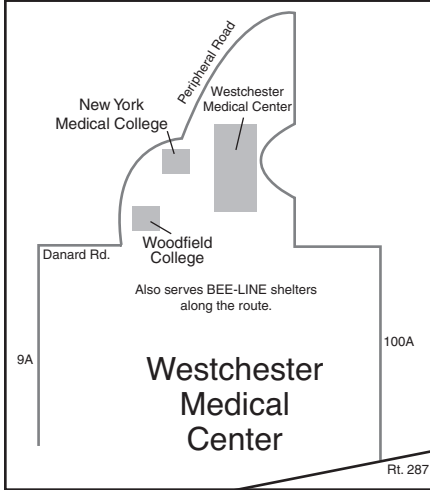 Peripheral Road
Westchester
Medical Center
New York
Medical College
Woodfield
College
Danard Rd.
Also serves BEE-LINE shelters
along the route.
9A
100A
Westchester
Medical
Center
Rt. 287